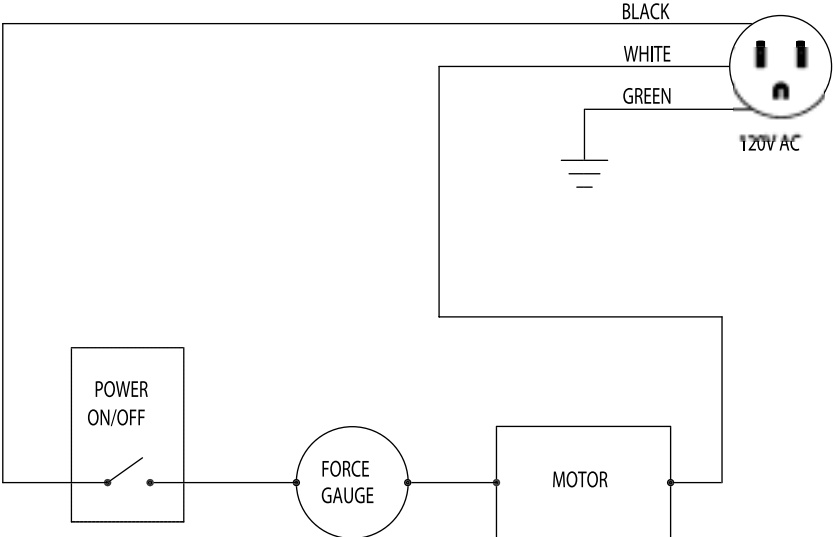 BLACK
WHITE
GREEN
120V AC
POWER
ON/OFF
FORCE
GAUGE
MOTOR